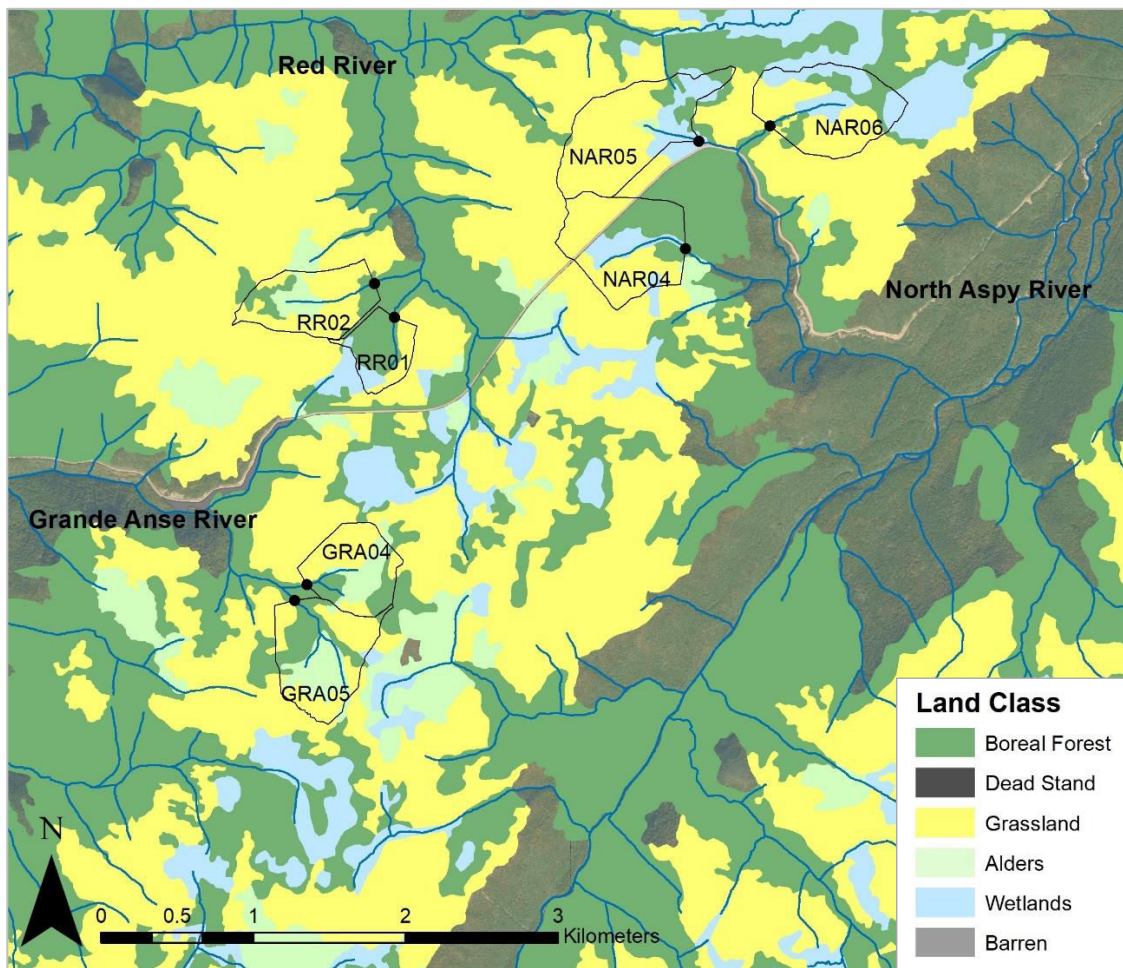 Red River
NAR06
NAR05
NAR04
North Aspy River
RR02
RR01
Grande Anse River
GRA04
GRA05
Land Class
Boreal Forest
Dead Stand
Grassland
Alders
Wetlands
Barren
N
0 0.5 1 2 3
Kilometers